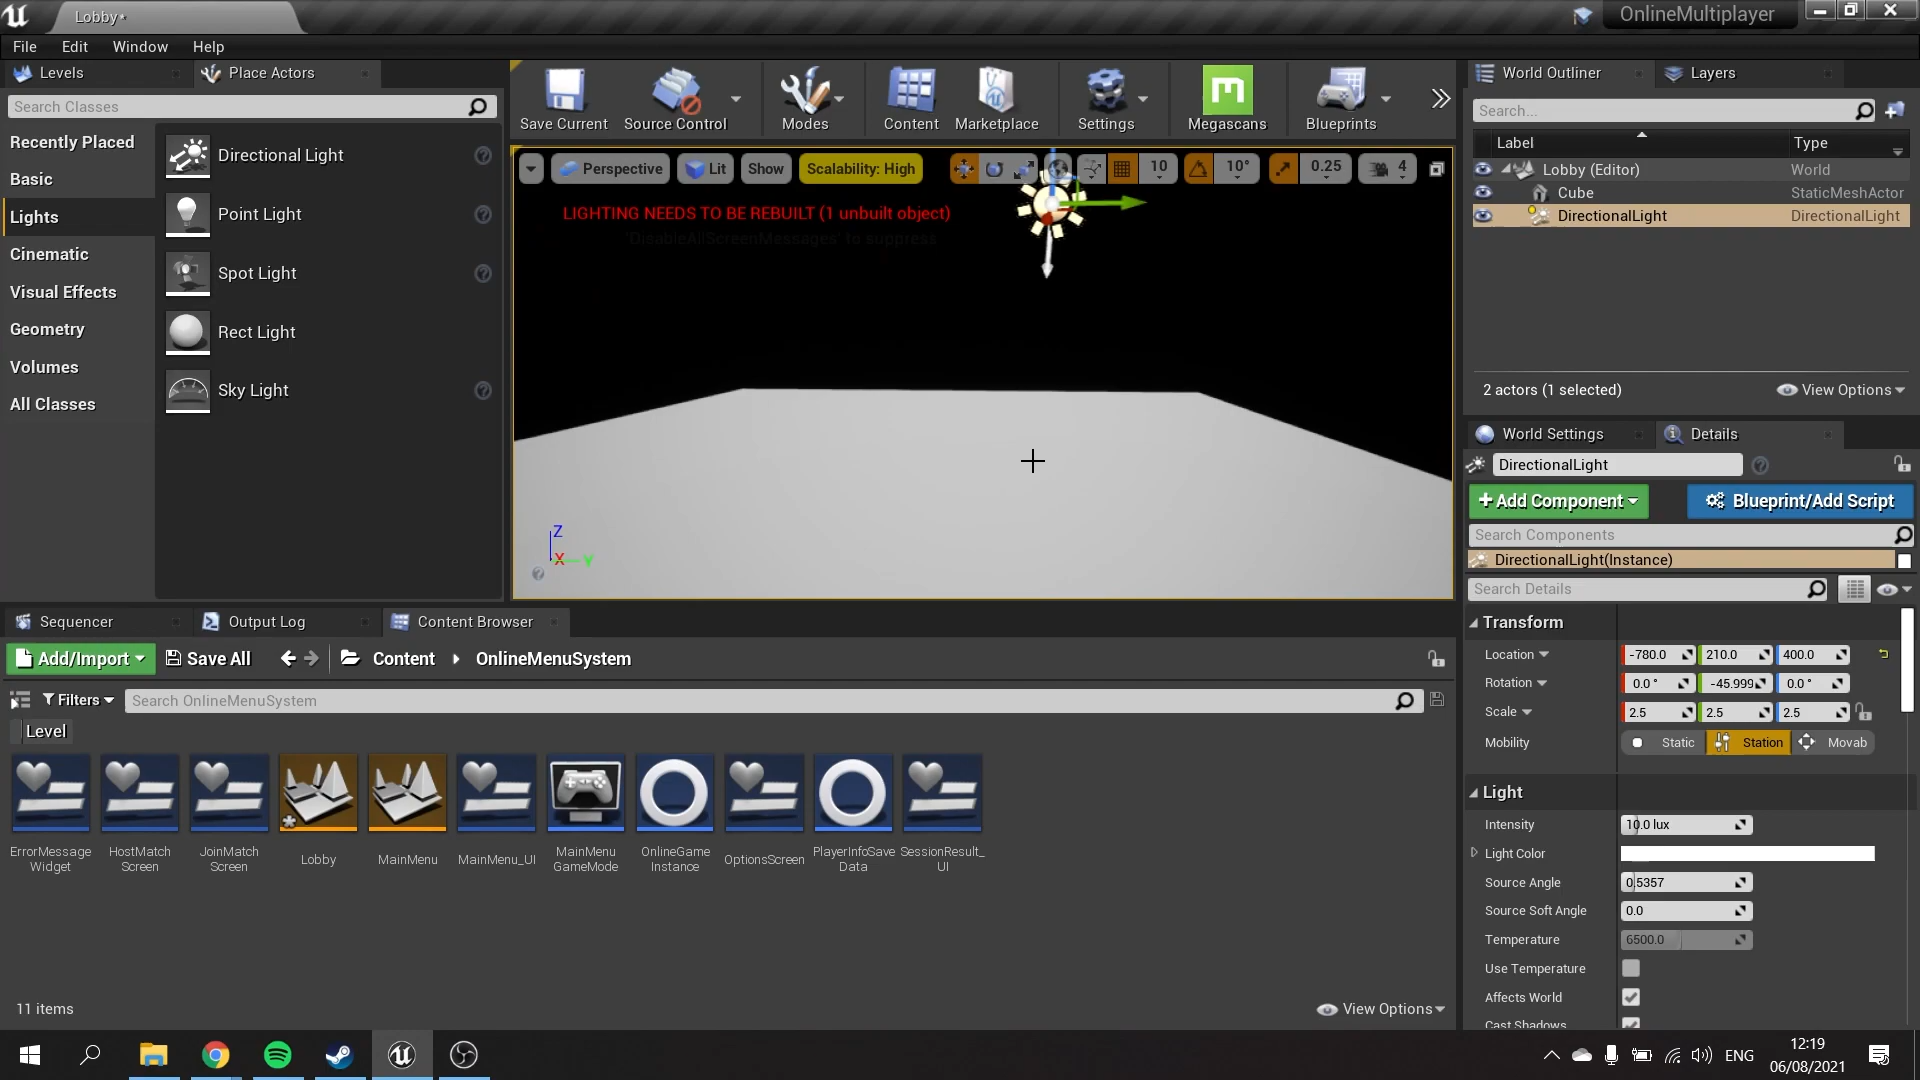 Lobby*
OnlineMultiplayer
File Edit Window Help
Levels
Place Actors
Search Classes
Recently Placed
Basic
Lights
Cinematic
Visual Effects
Geometry
Volumes
All Classes
Directional Light
Point Light
Spot Light
Rect Light
Sky Light
Save Current
Source Control
Modes
Content
Marketplace
Settings
Megascans
Blueprints
Perspective
Lit
Show
Scalability: High
10
10°
0.25
4
LIGHTING NEEDS TO BE REBUILT (1 unbuilt object)
'DisableAllScreenMessages' to suppress
Z
X
Y
World Outliner
Layers
Search...
Label
Type
Lobby (Editor) World
Cube StaticMeshActor
DirectionalLight DirectionalLight
2 actors (1 selected)
View Options
World Settings
Details
DirectionalLight
+Add Component
Blueprint/Add Script
Search Components
DirectionalLight(Instance)
Search Details
Transform
Location -780.0 210.0 400.0
Rotation 0.0 ° -45.999 0.0 °
Scale 2.5 2.5 2.5
Mobility Static Station Movab
Light
Intensity 10.0 lux
Light Color
Source Angle 0.5357
Source Soft Angle 0.0
Temperature 6500.0
Use Temperature
Affects World
Cast Shadows
Sequencer
Output Log
Content Browser
Add/Import
Save All
Content
OnlineMenuSystem
Filters
Search OnlineMenuSystem
Level
ErrorMessage
Widget
HostMatch
Screen
JoinMatch
Screen
Lobby
MainMenu
MainMenu_UI
MainMenu
GameMode
OnlineGame
Instance
OptionsScreen
PlayerInfoSave
Data
SessionResult_
UI
11 items
View Options
ENG
12:19
06/08/2021